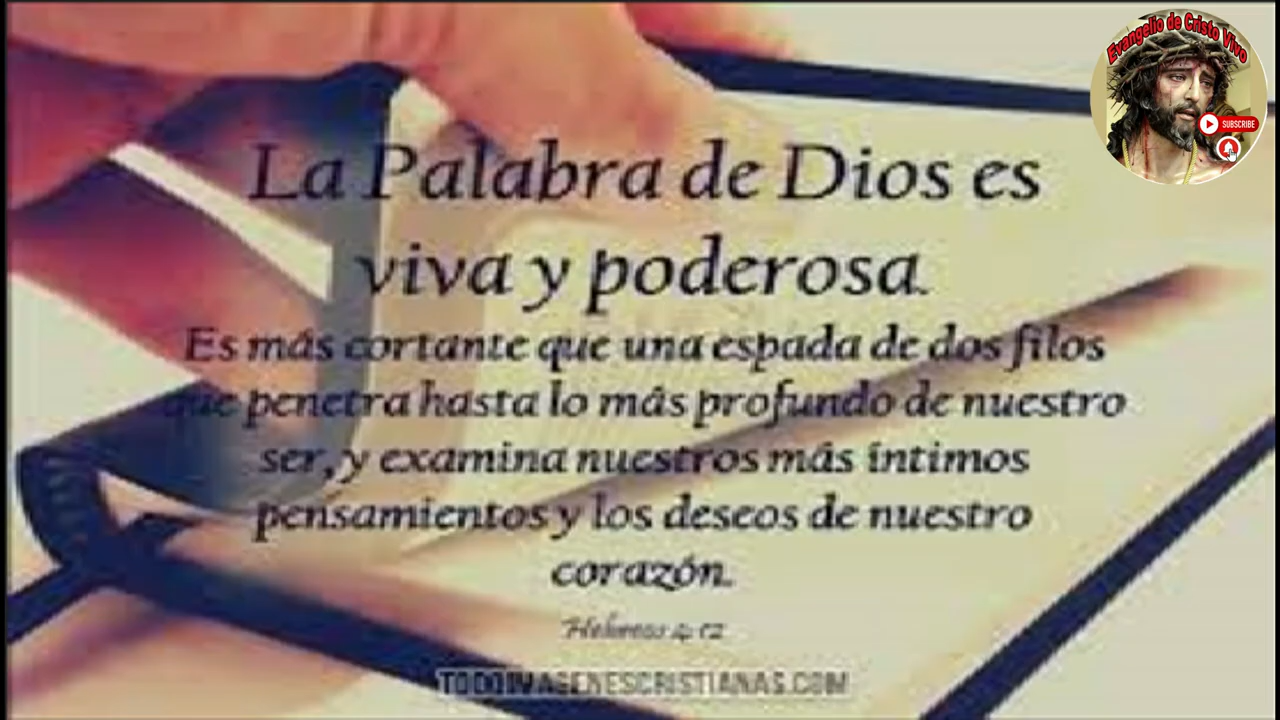 Evangelio de Cristo Vivo
SUBSCRIBE
La Palabra de Dios es
viva y poderosa.
Es más cortante que una espada de dos filos
que penetra hasta lo más profundo de nuestro
ser, y examina nuestros más íntimos
pensamientos y los deseos de nuestro
corazón.
Hebreos 4:12
TODOIMAGENESCRISTIANAS.COM